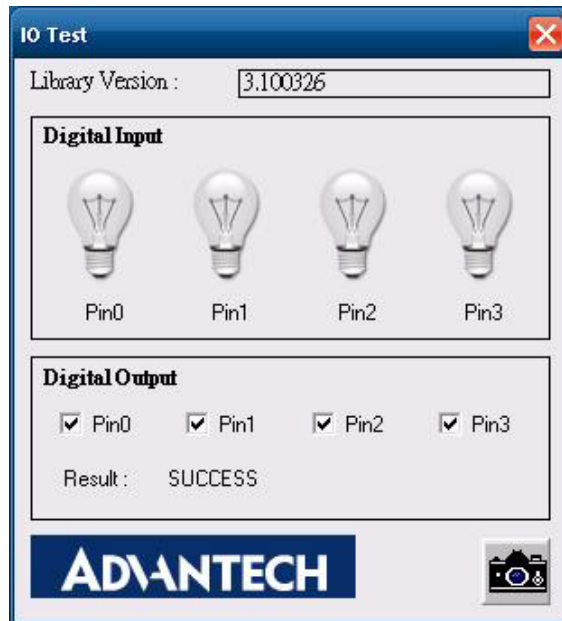 IO Test
Library Version : 3.100326
Digital Input
Pin0 Pin1 Pin2 Pin3
Digital Output
Pin0 Pin1 Pin2 Pin3
Result : SUCCESS
ADVANTECH